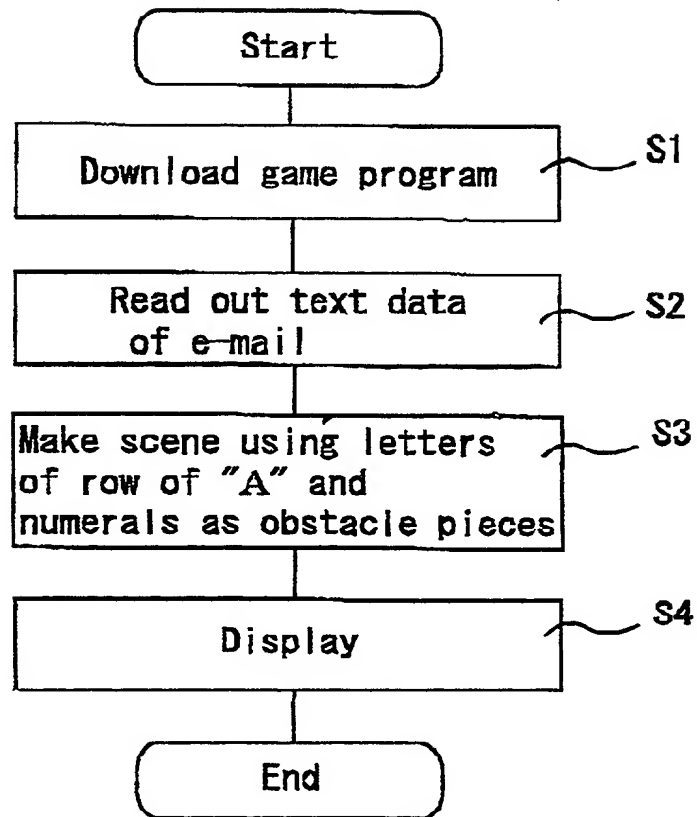 Start
Download game program
S1
Read out text data
of e-mail
S2
Make scene using letters
of row of "A" and
numerals as obstacle pieces
S3
Display
S4
End